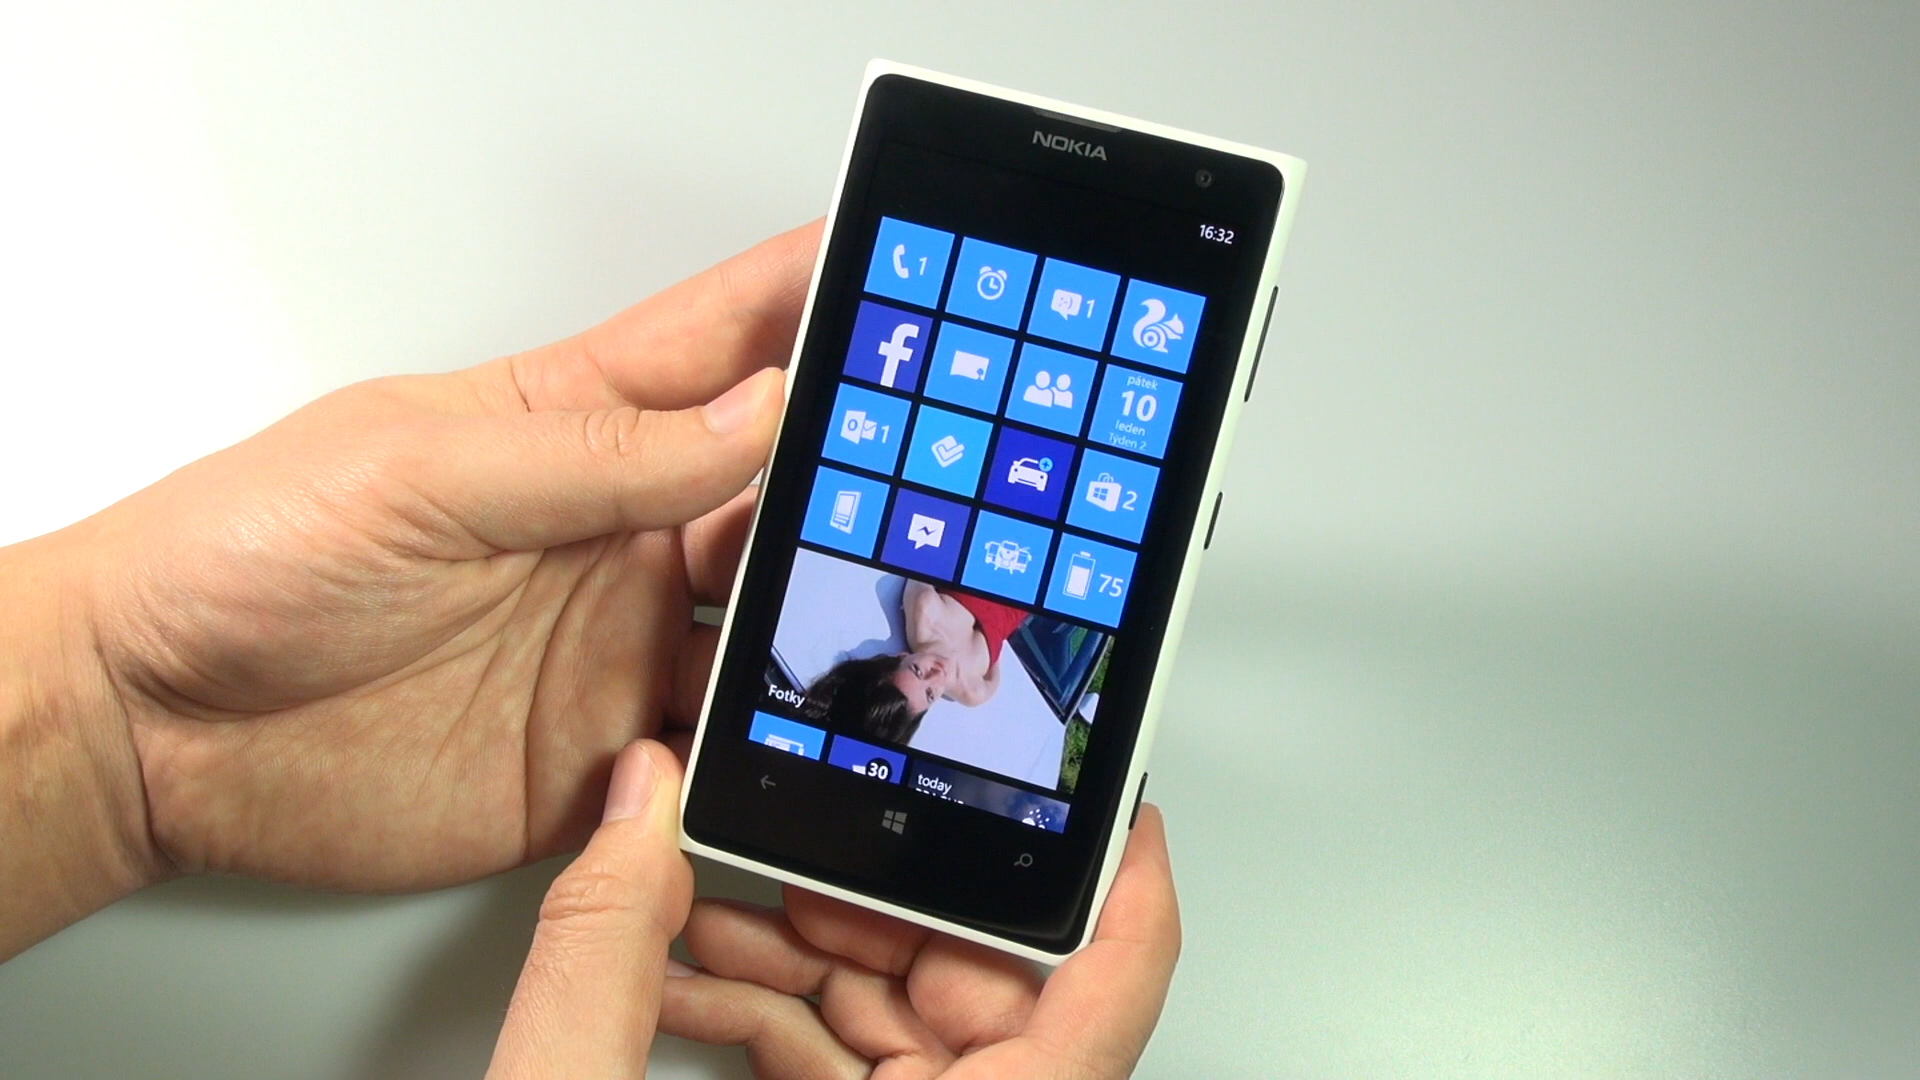 NOKIA
16:32
1
1
pátek
10
leden
Týden 2
1
2
75
Fotky
30
today